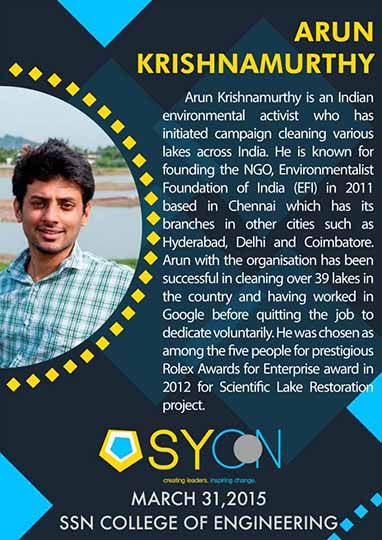 ARUN
KRISHNAMURTHY
Arun Krishnamurthy is an Indian
environmental activist who has
initiated campaign cleaning various
lakes across India. He is known for
founding the NGO, Environmentalist
Foundation of India (EFI) in 2011
based in Chennai which has its
branches in other cities such as
Hyderabad, Delhi and Coimbatore.
Arun with the organisation has been
successful in cleaning over 39 lakes in
the country and having worked in
Google before quitting the job to
dedicate voluntarily. He was chosen as
among the five people for prestigious
Rolex Awards for Enterprise award in
2012 for Scientific Lake Restoration
project.
SYCON
creating leaders. inspiring change.
MARCH 31,2015
SSN COLLEGE OF ENGINEERING